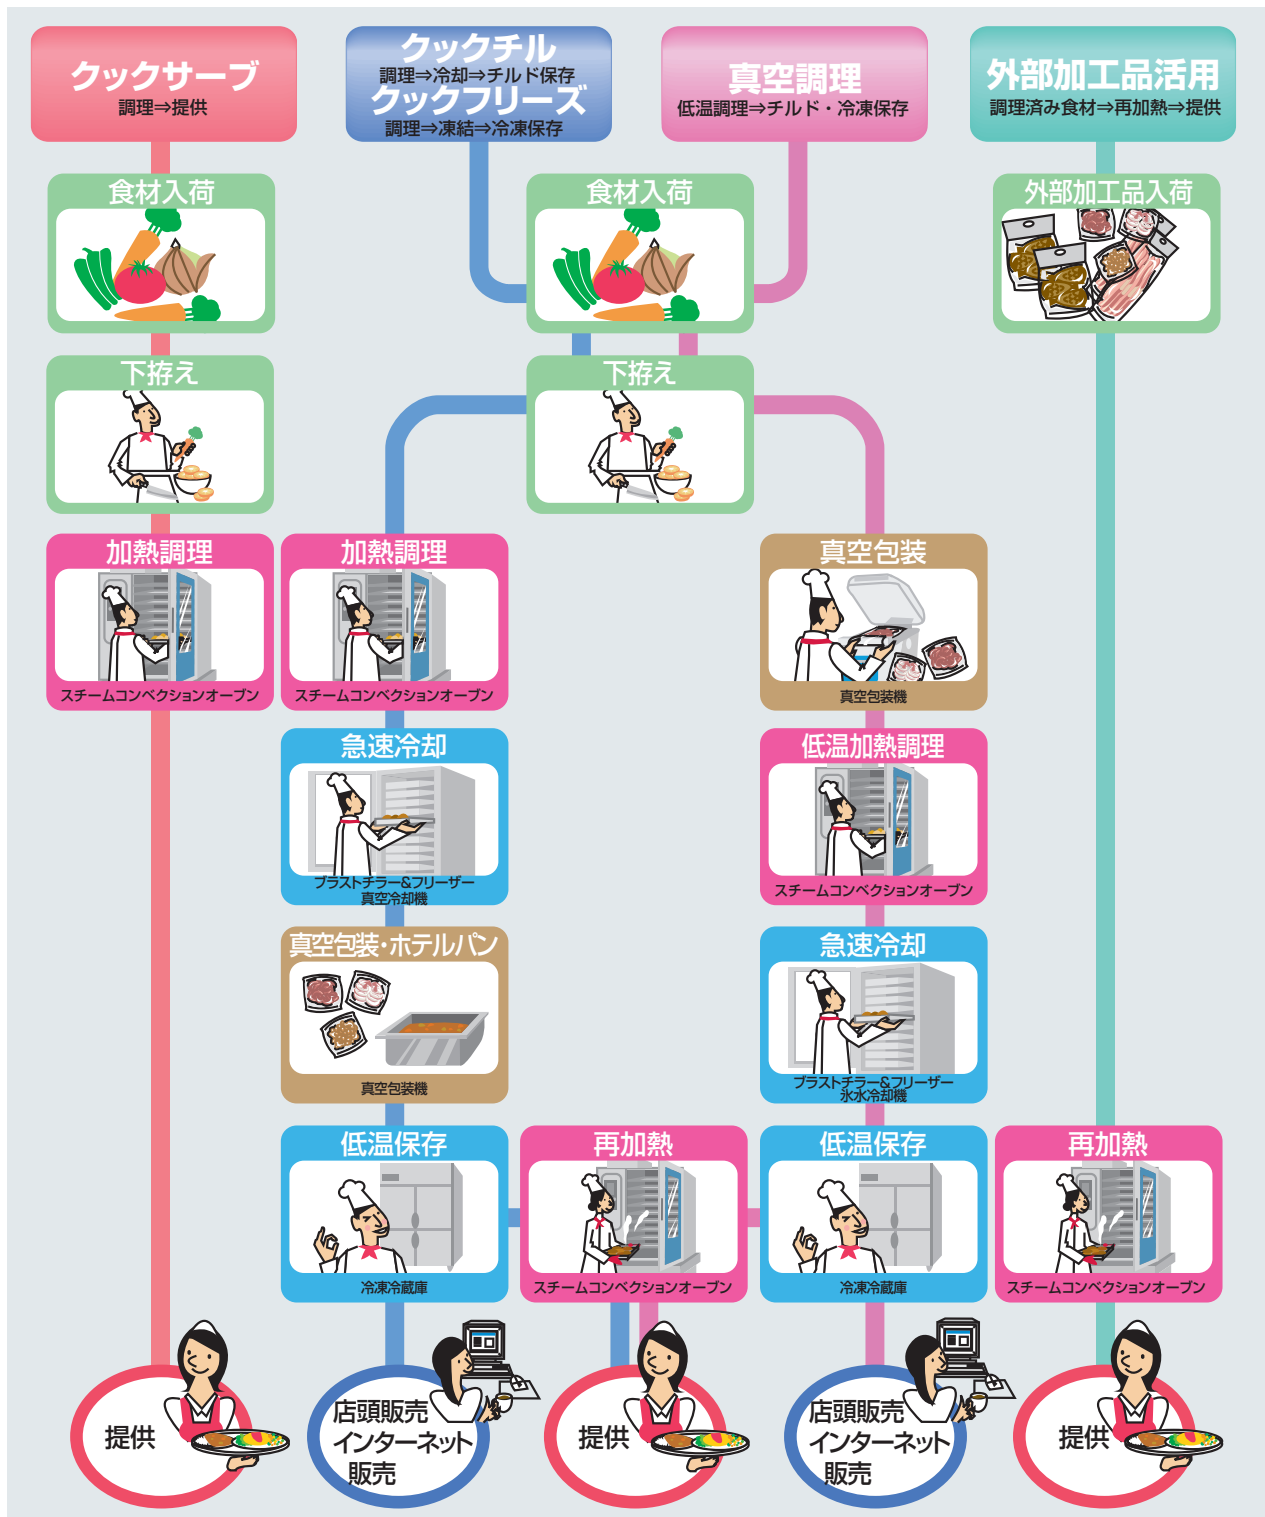 クックサーブ
調理⇒提供
クックチル
調理⇒冷却⇒チルド保存
クックフリーズ
調理⇒凍結⇒冷凍保存
真空調理
低温調理⇒チルド・冷凍保存
外部加工品活用
調理済み食材⇒再加熱⇒提供
食材入荷
食材入荷
外部加工品入荷
下拵え
下拵え
加熱調理
スチームコンベクションオーブン
加熱調理
スチームコンベクションオーブン
真空包装
真空包装機
急速冷却
ブラストチラー&フリーザー
真空冷却機
低温加熱調理
スチームコンベクションオーブン
真空包装・ホテルパン
真空包装機
急速冷却
ブラストチラー&フリーザー
氷水冷却機
低温保存
冷凍冷蔵庫
再加熱
スチームコンベクションオーブン
低温保存
冷凍冷蔵庫
再加熱
スチームコンベクションオーブン
提供
店頭販売
インターネット
販売
提供
店頭販売
インターネット
販売
提供